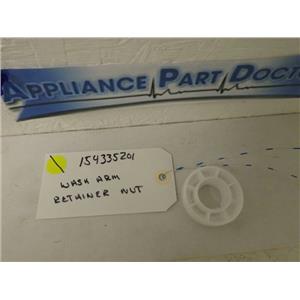 APPLIANCE PART DOCT
154335201
WASH ARM
RETAINER NUT